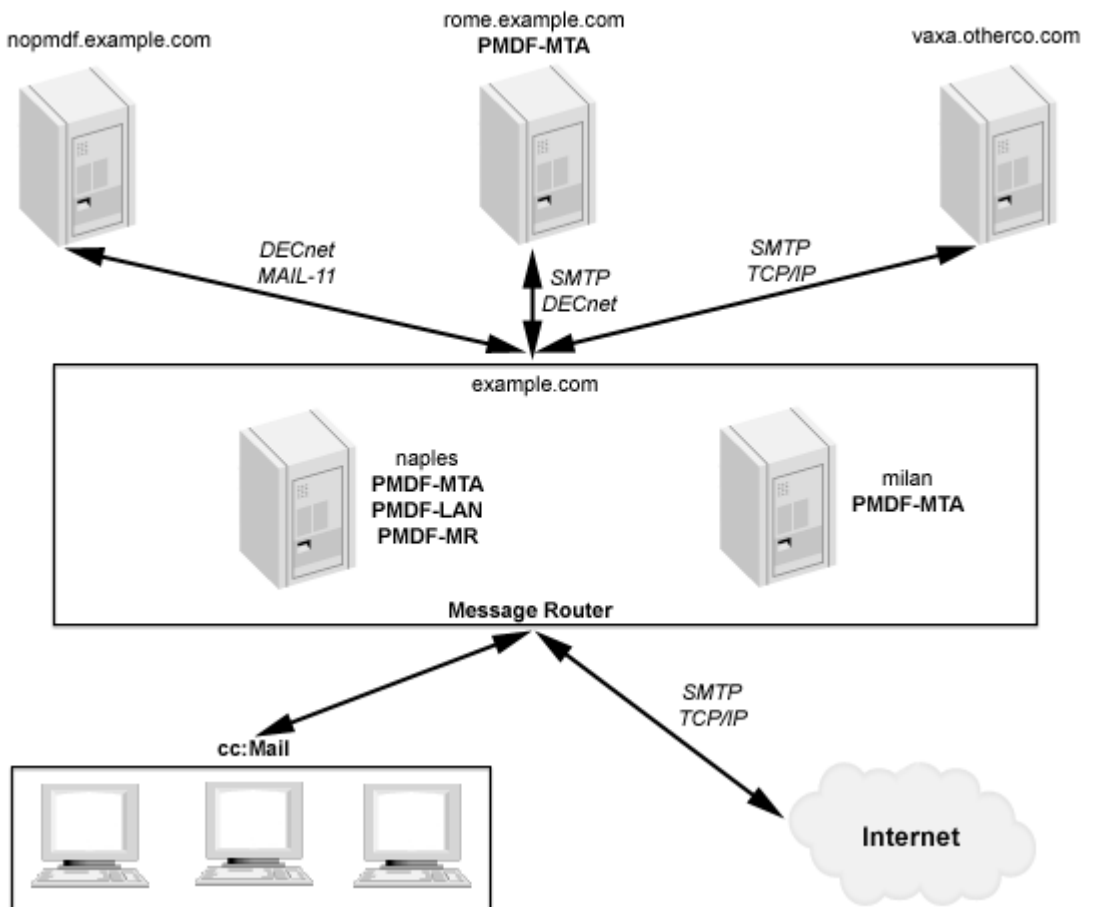 nopmdf.example.com
rome.example.com
PMDF-MTA
vaxa.otherco.com
DECnet
MAIL-11
SMTP
DECnet
SMTP
TCP/IP
example.com
naples
PMDF-MTA
PMDF-LAN
PMDF-MR
milan
PMDF-MTA
Message Router
SMTP
TCP/IP
cc:Mail
Internet